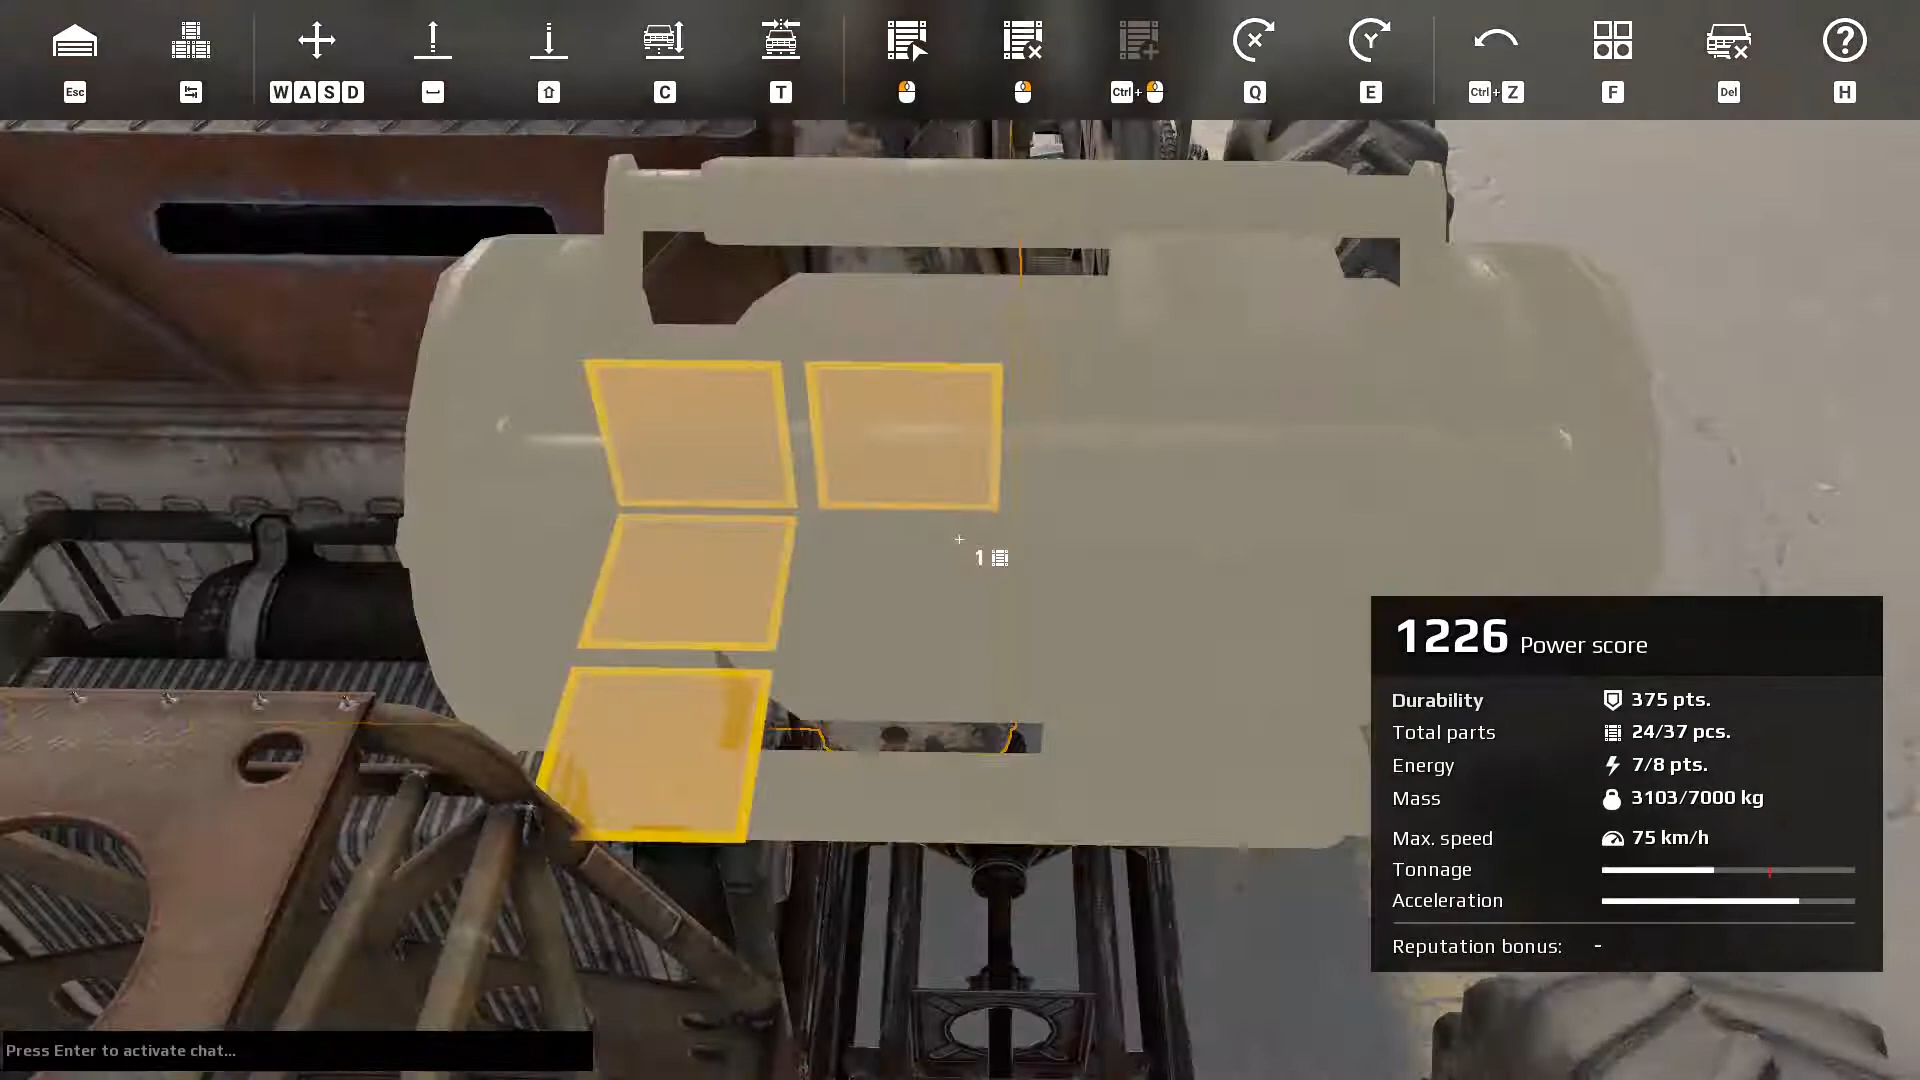 Esc W A S D C T Ctrl + Q E Ctrl + Z F Del H
X Y ?
1
1226 Power score
Durability 375 pts.
Total parts 24/37 pcs.
Energy 7/8 pts.
Mass 3103/7000 kg
Max. speed 75 km/h
Tonnage
Acceleration
Reputation bonus: -
Press Enter to activate chat...